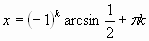 x = (−1)^k arcsin 1/2 + πk